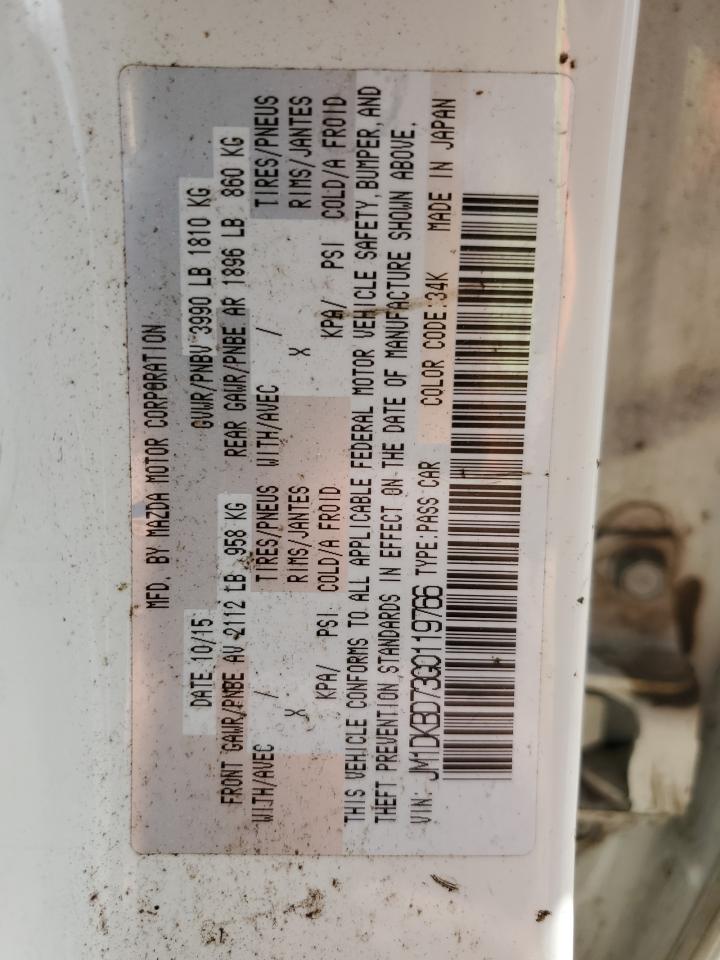 MFD. BY MAZDA MOTOR CORPORATION
DATE 10/15 GVWR/PNBV 3990 LB 1810 KG
FRONT GAWR/PNBE AV 2112 LB 958 KG REAR GAWR/PNBE AR 1896 LB 860 KG
WITH/AVEC / TIRES/PNEUS WITH/AVEC / TIRES/PNEUS
X RIMS/JANTES X RIMS/JANTES
KPA/ PSI COLD/A FROID KPA/ PSI COLD/A FROID
THIS VEHICLE CONFORMS TO ALL APPLICABLE FEDERAL MOTOR VEHICLE SAFETY, BUMPER, AND
THEFT PREVENTION STANDARDS IN EFFECT ON THE DATE OF MANUFACTURE SHOWN ABOVE.
VIN: JM1DKBD73G0119766 TYPE: PASS CAR COLOR CODE: 34K MADE IN JAPAN